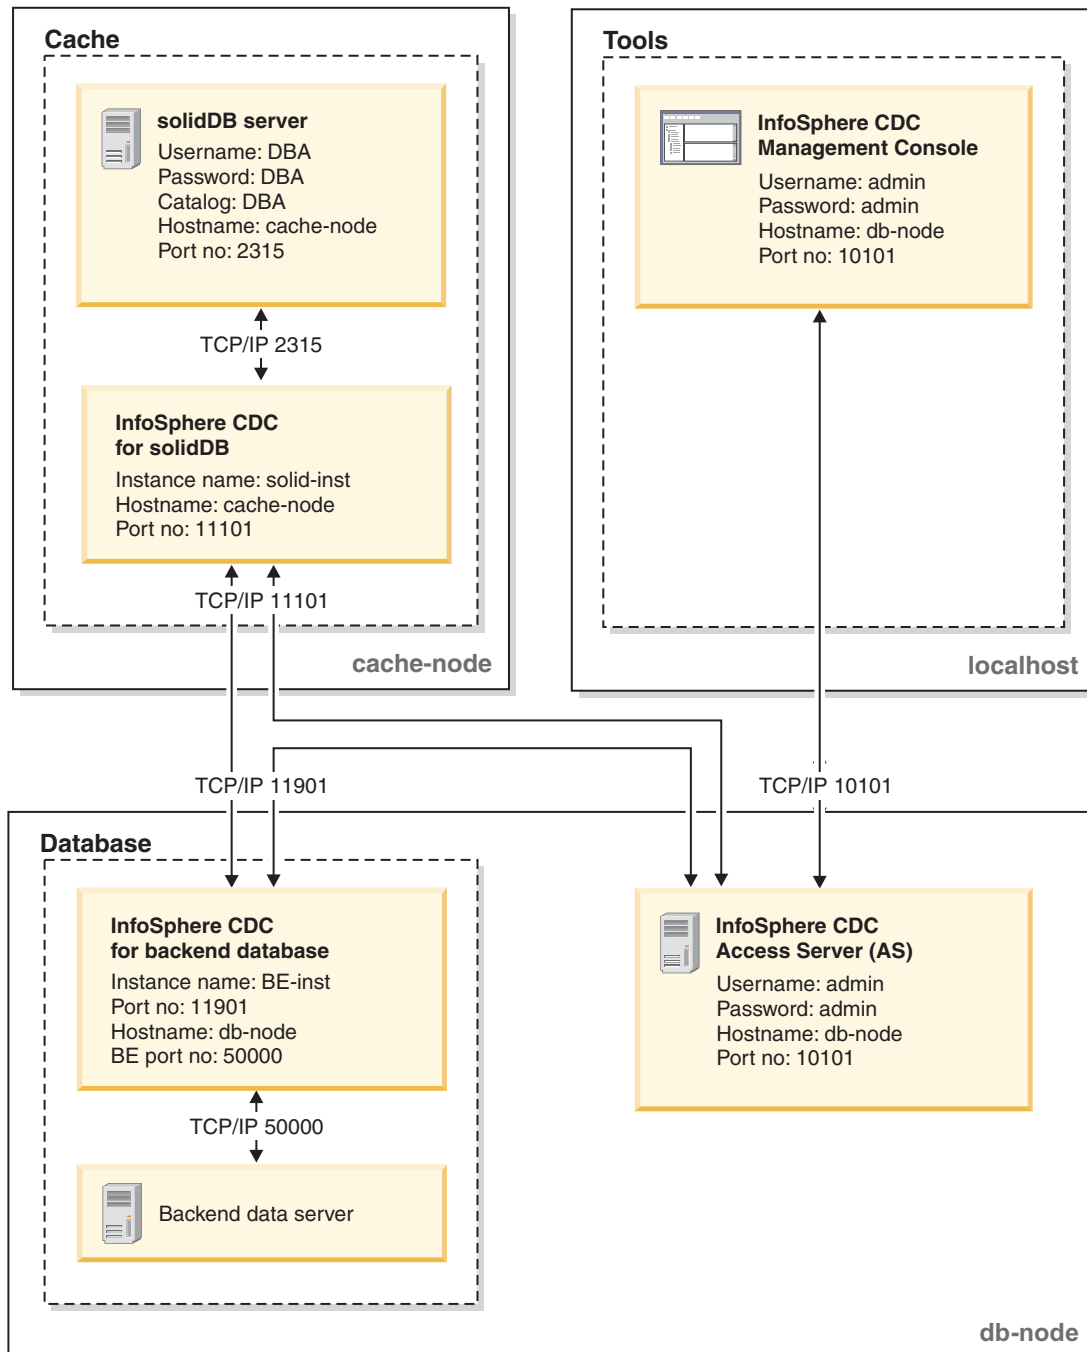 Cache
solidDB server
Username: DBA
Password: DBA
Catalog: DBA
Hostname: cache-node
Port no: 2315
TCP/IP 2315
InfoSphere CDC
for solidDB
Instance name: solid-inst
Hostname: cache-node
Port no: 11101
TCP/IP 11101
cache-node
Tools
InfoSphere CDC
Management Console
Username: admin
Password: admin
Hostname: db-node
Port no: 10101
localhost
TCP/IP 11901
TCP/IP 10101
Database
InfoSphere CDC
for backend database
Instance name: BE-inst
Port no: 11901
Hostname: db-node
BE port no: 50000
TCP/IP 50000
Backend data server
InfoSphere CDC
Access Server (AS)
Username: admin
Password: admin
Hostname: db-node
Port no: 10101
db-node